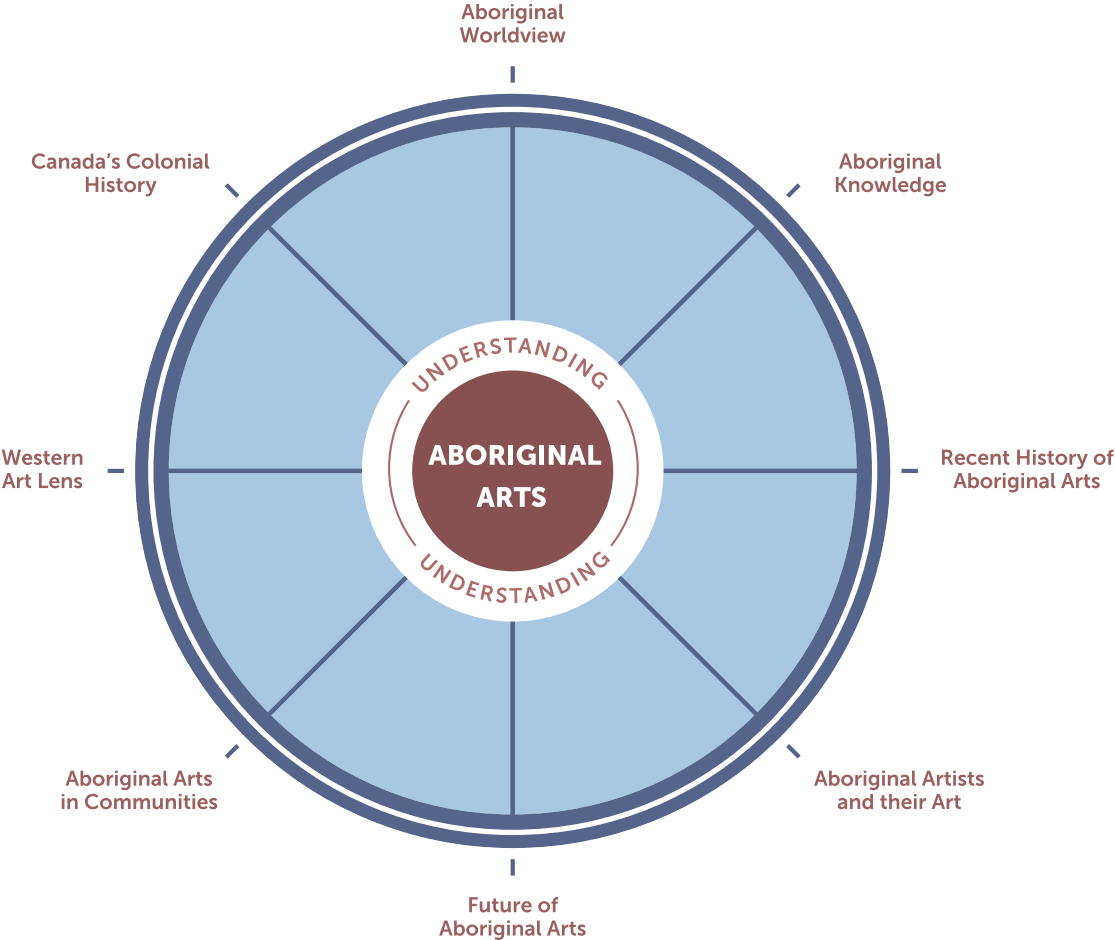 Aboriginal
Worldview
Canada's Colonial
History
Aboriginal
Knowledge
UNDERSTANDING
ABORIGINAL
ARTS
UNDERSTANDING
Western
Art Lens
Recent History of
Aboriginal Arts
Aboriginal Arts
in Communities
Aboriginal Artists
and their Art
Future of
Aboriginal Arts